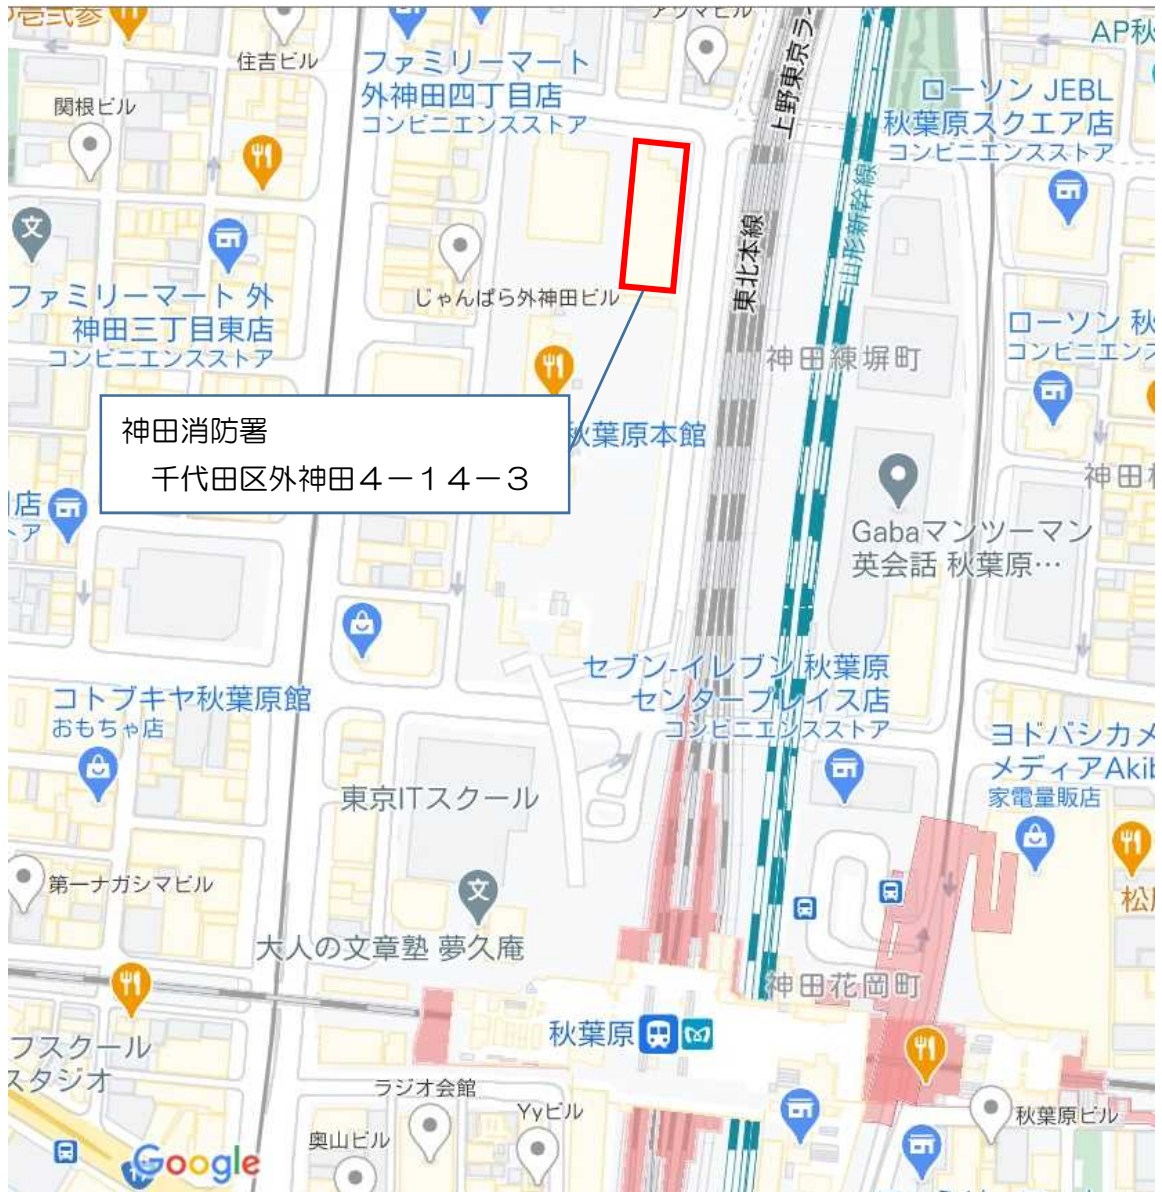 壱弐参
住吉ビル
ファミリーマート
外神田四丁目店
コンビニエンスストア
上野東京ラ
AP秋
関根ビル
ローソン JEBL
秋葉原スクエア店
コンビニエンスストア
東北本線
山形新幹線
文
ファミリーマート 外
神田三丁目東店
コンビニエンスストア
じゃんぱら外神田ビル
神田練塀町
ローソン 秋
コンビニエンス
神田消防署
千代田区外神田4-14-3
秋葉原本館
神田
店
ア
Gabaマンツーマン
英会話 秋葉原…
セブン-イレブン 秋葉原
センタープレイス店
コンビニエンスストア
コトブキヤ秋葉原館
おもちゃ店
ヨドバシカメ
メディアAkib
家電量販店
東京ITスクール
第一ナガシマビル
文
大人の文章塾 夢久庵
神田花岡町
秋葉原
フスクール
スタジオ
ラジオ会館
Yyビル
奥山ビル
秋葉原ビル
Google